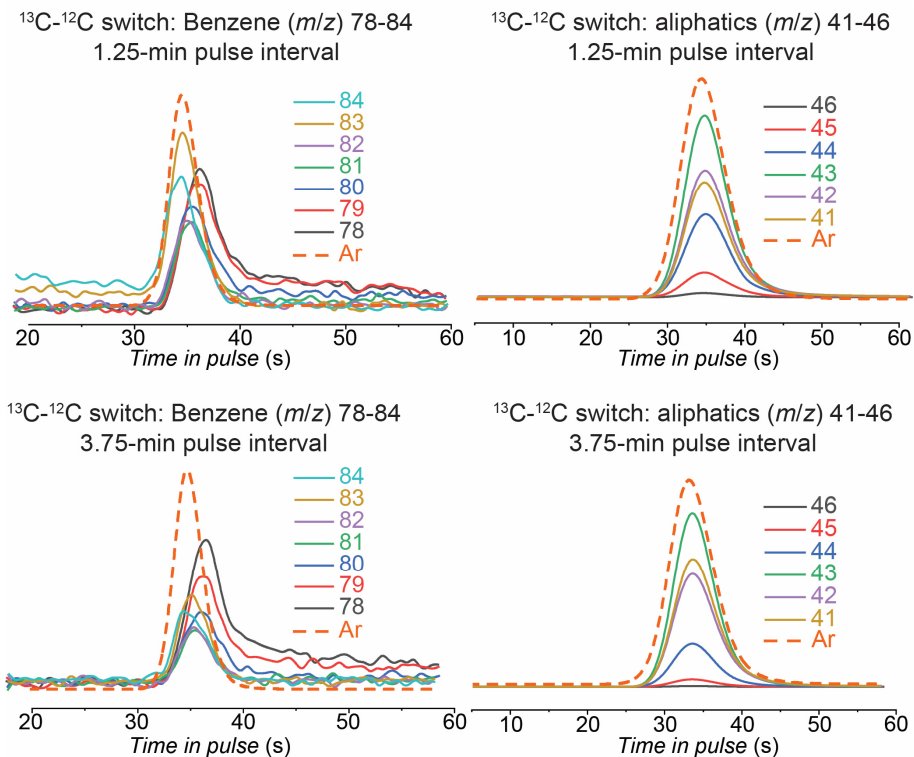 ¹³C-¹²C switch: Benzene (m/z) 78-84
1.25-min pulse interval
84
83
82
81
80
79
78
Ar
20 30 40 50 60
Time in pulse (s)
¹³C-¹²C switch: aliphatics (m/z) 41-46
1.25-min pulse interval
46
45
44
43
42
41
Ar
10 20 30 40 50 60
Time in pulse (s)
¹³C-¹²C switch: Benzene (m/z) 78-84
3.75-min pulse interval
84
83
82
81
80
79
78
Ar
20 30 40 50 60
Time in pulse (s)
¹³C-¹²C switch: aliphatics (m/z) 41-46
3.75-min pulse interval
46
45
44
43
42
41
Ar
10 20 30 40 50 60
Time in pulse (s)